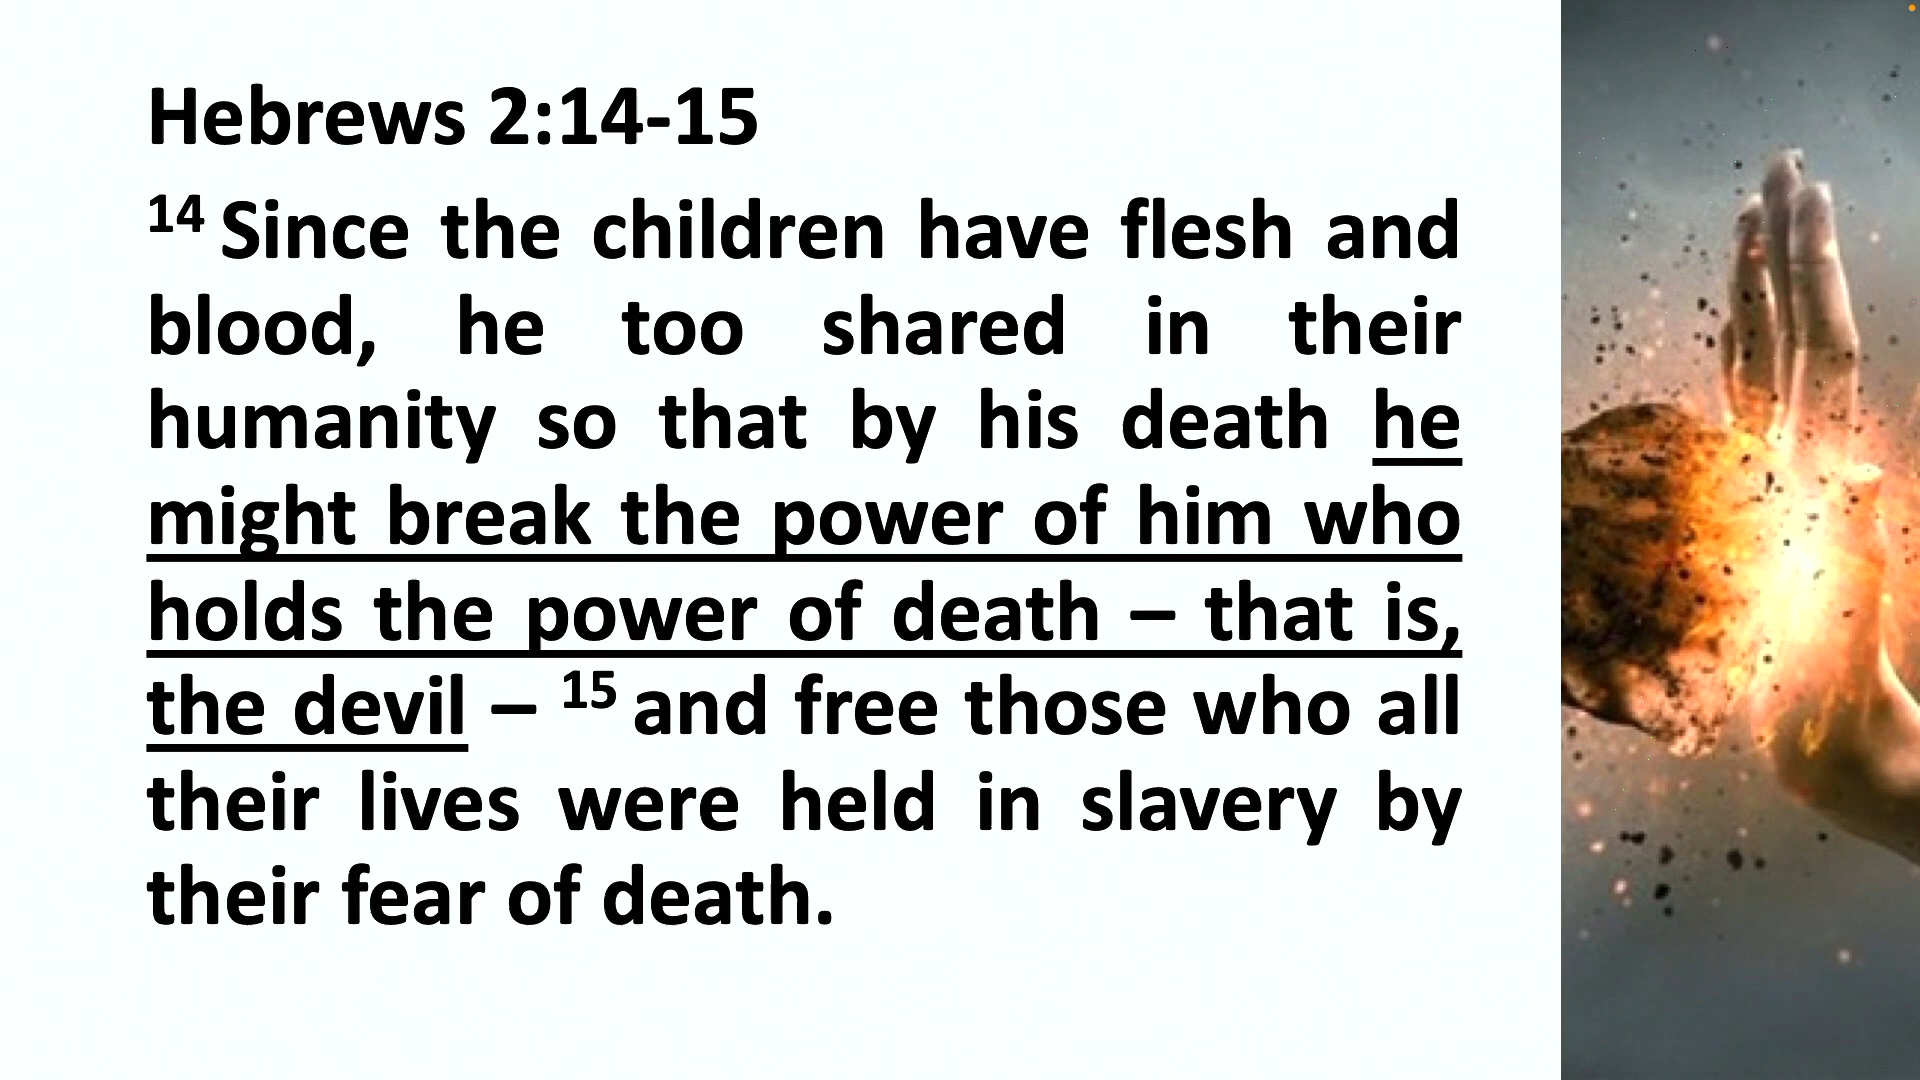 Hebrews 2:14-15
14 Since the children have flesh and
blood, he too shared in their
humanity so that by his death he
might break the power of him who
holds the power of death – that is,
the devil – 15 and free those who all
their lives were held in slavery by
their fear of death.